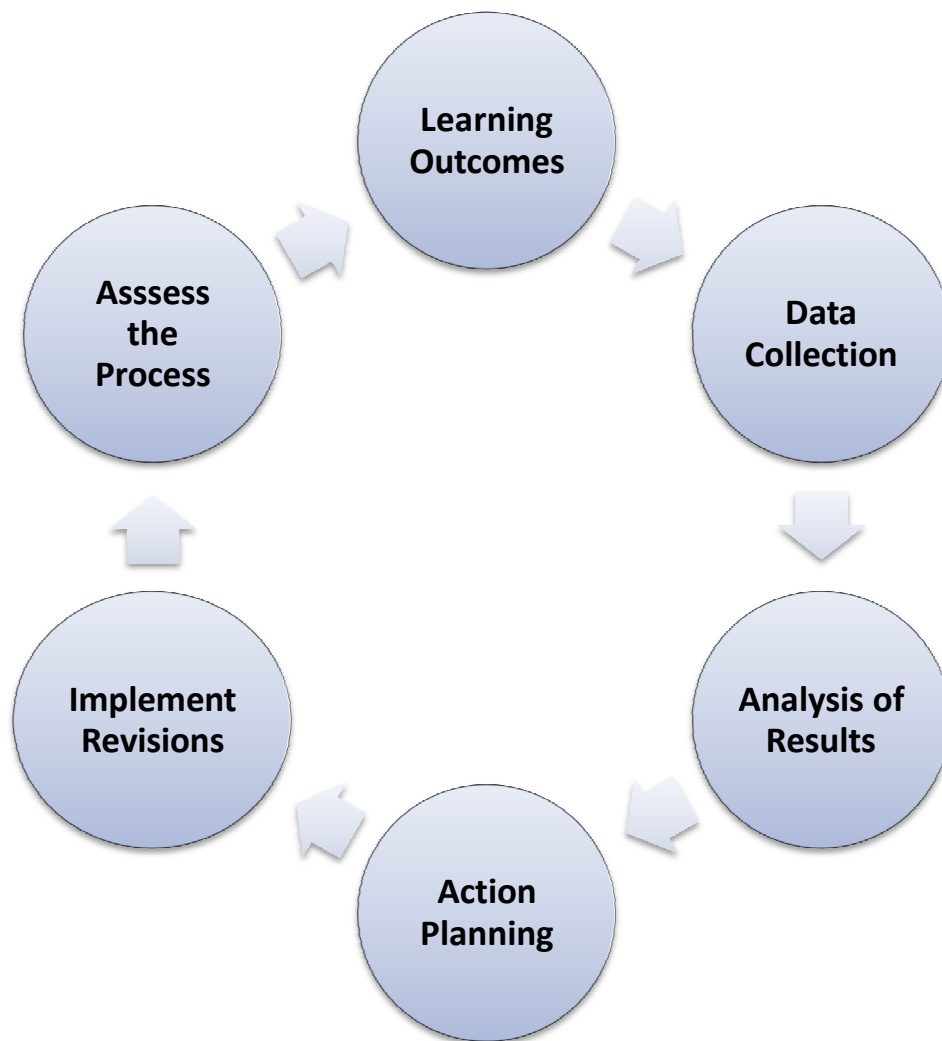 Learning
Outcomes
Data
Collection
Analysis of
Results
Action
Planning
Implement
Revisions
Asssess
the
Process